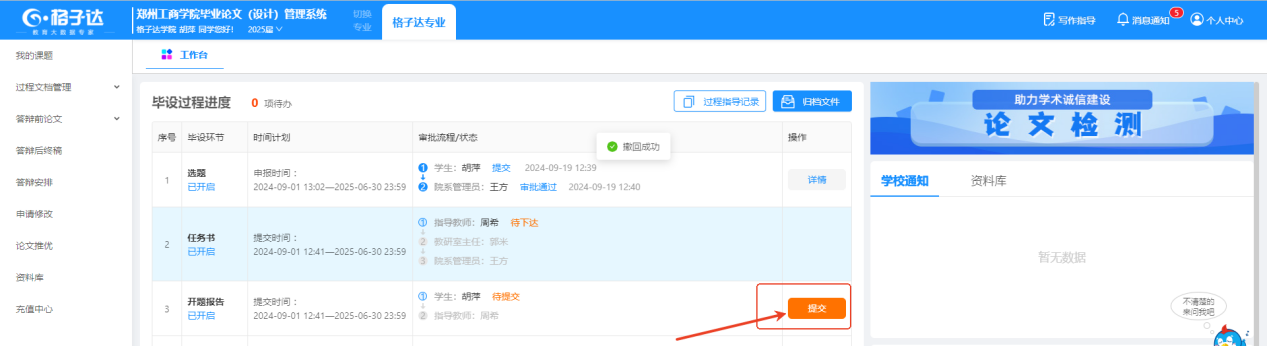 格子达
教育大数据专家
郑州工商学院毕业论文（设计）管理系统
格子达学院 胡萍 同学您好! 2025届
切换专业
格子达专业
写作指导
消息通知
5
个人中心
我的课题
过程文档管理
答辩前论文
答辩后终稿
答辩安排
申请修改
论文推优
资料库
充值中心
工作台
毕设过程进度 0 项待办
过程指导记录
归档文件
序号 毕设环节 时间计划 审批流程/状态 操作
撤回成功
1 选题 已开启
申报时间：
2024-09-01 13:02—2025-06-30 23:59
1 学生：胡萍 提交 2024-09-19 12:39
2 院系管理员：王方 审批通过 2024-09-19 12:40
详情
2 任务书 已开启
提交时间：
2024-09-01 12:41—2025-06-30 23:59
1 指导教师：周希 待下达
2 教研室主任：郭米
3 院系管理员：王方
3 开题报告 已开启
提交时间：
2024-09-01 12:41—2025-06-30 23:59
1 学生：胡萍 待提交
2 指导教师：周希
提交
助力学术诚信建设
论文检测
学校通知 资料库
暂无数据
不清楚的
来问我吧